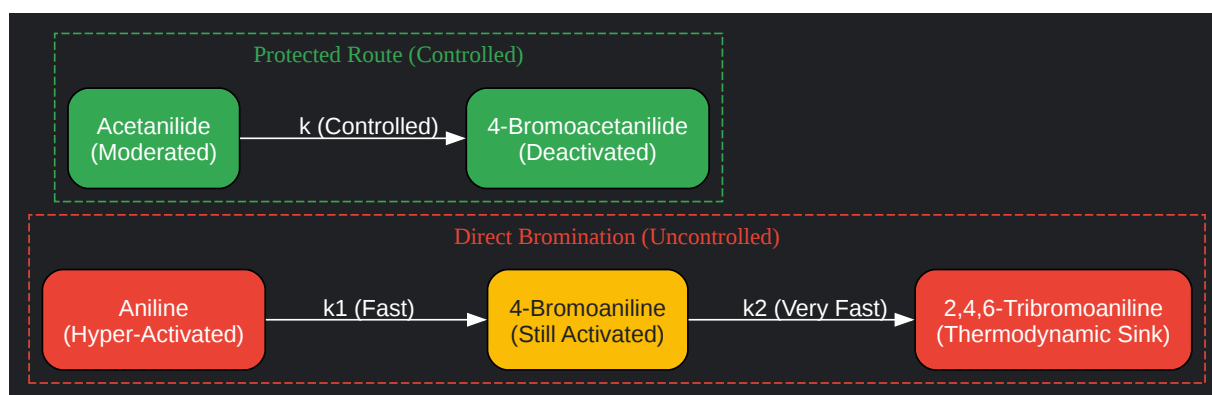 Protected Route (Controlled)
Acetanilide
(Moderated)
k (Controlled)
4-Bromoacetanilide
(Deactivated)
Direct Bromination (Uncontrolled)
Aniline
(Hyper-Activated)
k1 (Fast)
4-Bromoaniline
(Still Activated)
k2 (Very Fast)
2,4,6-Tribromoaniline
(Thermodynamic Sink)